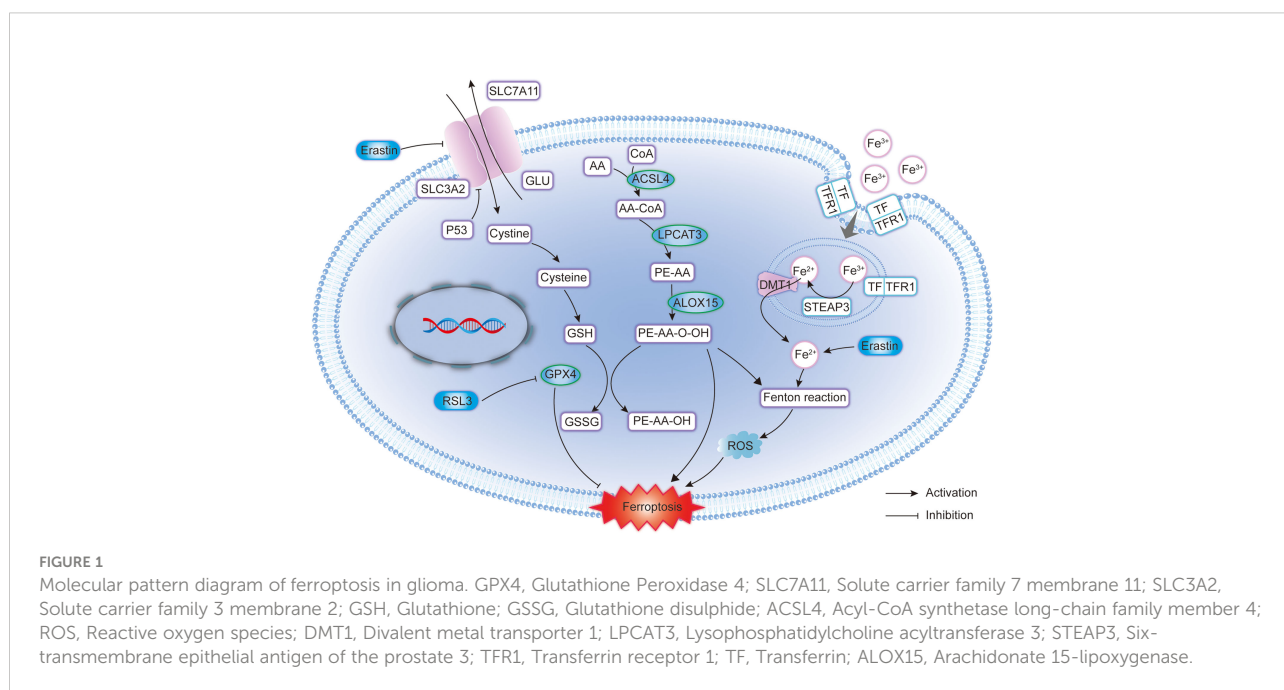 SLC7A11
Erastin
SLC3A2
GLU
P53
Cystine
Cysteine
GSH
GPX4
RSL3
GSSG
AA
CoA
ACSL4
AA-CoA
LPCAT3
PE-AA
ALOX15
PE-AA-O-OH
PE-AA-OH
Fe³⁺
Fe³⁺
Fe³⁺
TF
TFR1
TF
TFR1
Fe²⁺
Fe³⁺
DMT1
TF TFR1
STEAP3
Fe²⁺
Erastin
Fenton reaction
ROS
Ferroptosis
Activation
Inhibition
FIGURE 1
Molecular pattern diagram of ferroptosis in glioma. GPX4, Glutathione Peroxidase 4; SLC7A11, Solute carrier family 7 membrane 11; SLC3A2,
Solute carrier family 3 membrane 2; GSH, Glutathione; GSSG, Glutathione disulphide; ACSL4, Acyl-CoA synthetase long-chain family member 4;
ROS, Reactive oxygen species; DMT1, Divalent metal transporter 1; LPCAT3, Lysophosphatidylcholine acyltransferase 3; STEAP3, Six-
transmembrane epithelial antigen of the prostate 3; TFR1, Transferrin receptor 1; TF, Transferrin; ALOX15, Arachidonate 15-lipoxygenase.